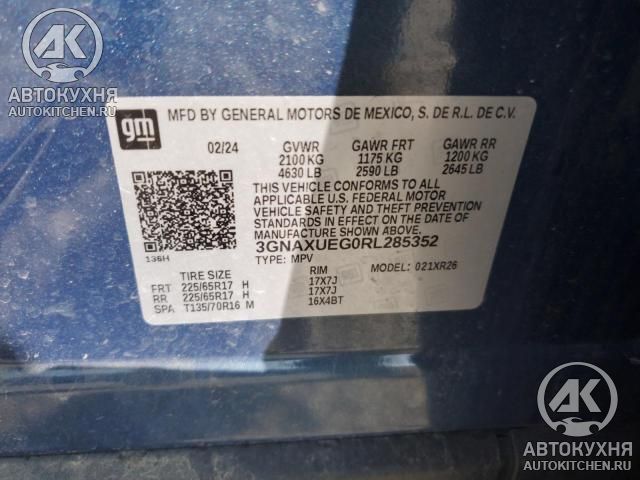 AK
АВТОКУХНЯ
AUTOKITCHEN.RU
gm
MFD BY GENERAL MOTORS DE MEXICO, S. DE R.L. DE C.V.
02/24 GVWR GAWR FRT GAWR RR
2100 KG 1175 KG 1200 KG
4630 LB 2590 LB 2645 LB
THIS VEHICLE CONFORMS TO ALL
APPLICABLE U.S. FEDERAL MOTOR
VEHICLE SAFETY AND THEFT PREVENTION
STANDARDS IN EFFECT ON THE DATE OF
MANUFACTURE SHOWN ABOVE.
136H
3GNAXUEG0RL285352
TYPE: MPV MODEL: 021XR26
TIRE SIZE RIM
FRT 225/65R17 H 17X7J
RR 225/65R17 H 17X7J
SPA T135/70R16 M 16X4BT
AK
АВТОКУХНЯ
AUTOKITCHEN.RU